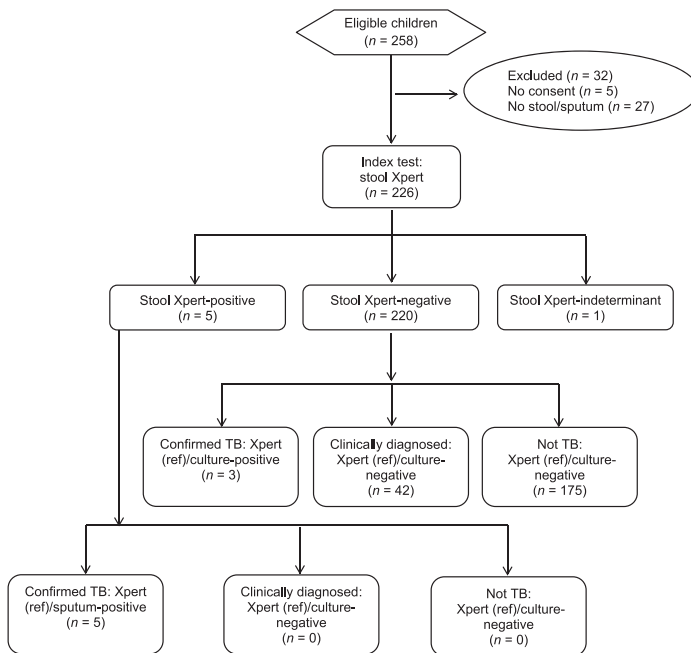 Eligible children
(n = 258)
Excluded (n = 32)
No consent (n = 5)
No stool/sputum (n = 27)
Index test:
stool Xpert
(n = 226)
Stool Xpert-positive
(n = 5)
Stool Xpert-negative
(n = 220)
Stool Xpert-indeterminant
(n = 1)
Confirmed TB: Xpert
(ref)/culture-positive
n = 3)
Clinically diagnosed:
Xpert (ref)/culture-
negative
n = 42)
Not TB:
Xpert (ref)/culture-
negative
n = 175)
Confirmed TB: Xpert
(ref)/sputum-positive
n = 5)
Clinically diagnosed:
Xpert (ref)/culture-
negative
(n = 0)
Not TB:
Xpert (ref)/culture-
negative
(n = 0)